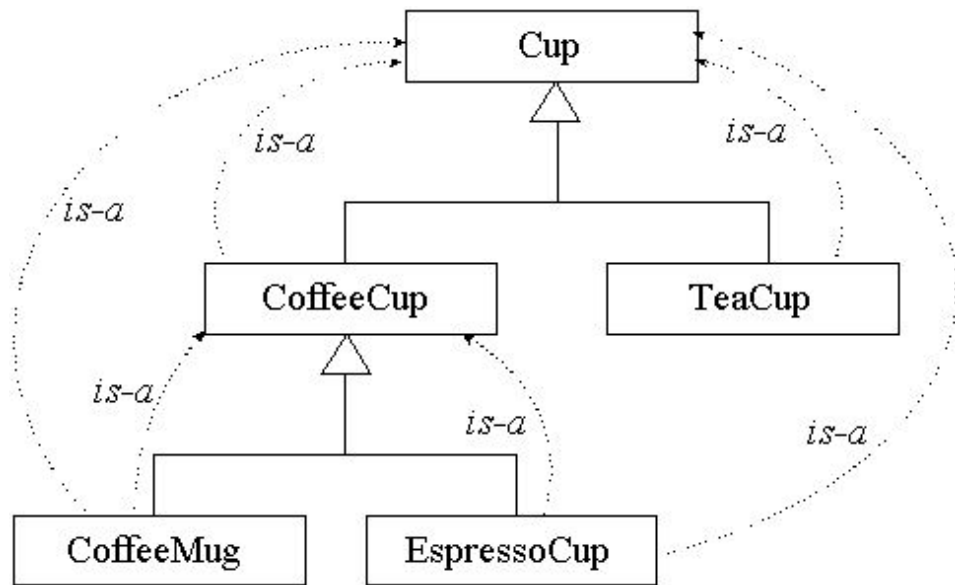 Cup
is-a
is-a
is-a
CoffeeCup
TeaCup
is-a
is-a
is-a
CoffeeMug
EspressoCup